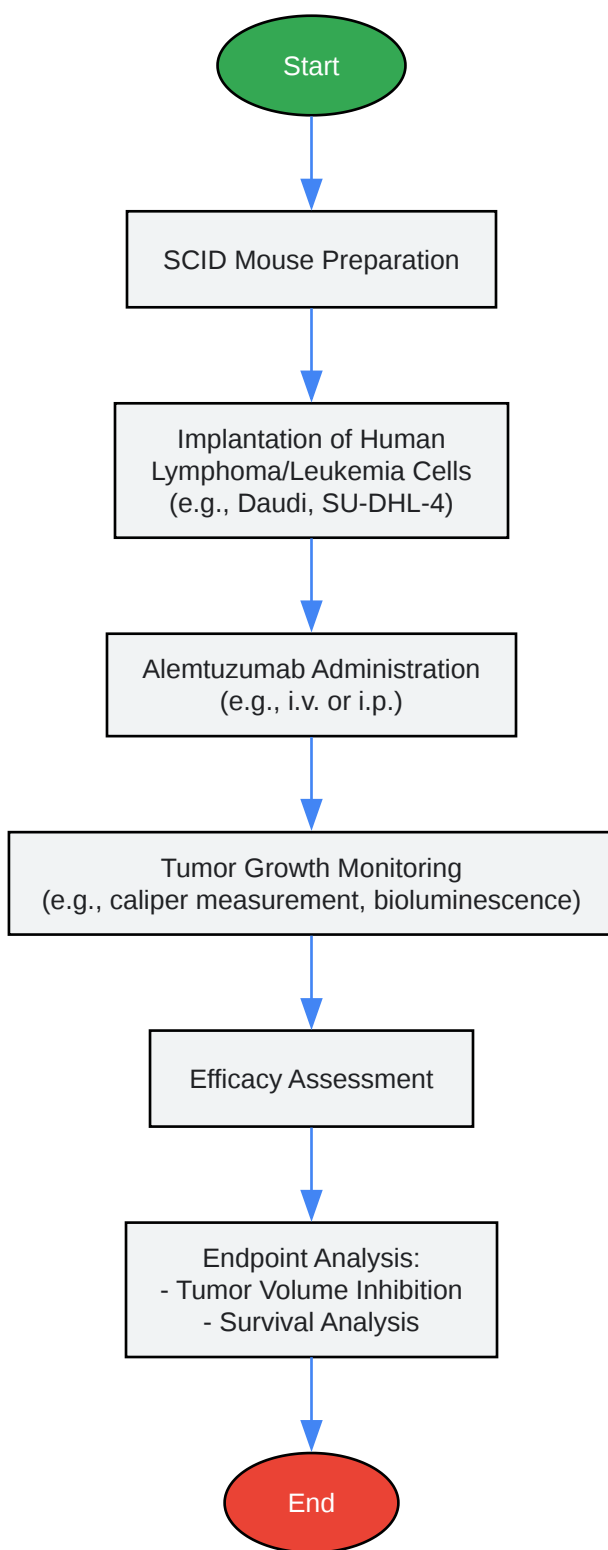 Start
SCID Mouse Preparation
Implantation of Human
Lymphoma/Leukemia Cells
(e.g., Daudi, SU-DHL-4)
Alemtuzumab Administration
(e.g., i.v. or i.p.)
Tumor Growth Monitoring
(e.g., caliper measurement, bioluminescence)
Efficacy Assessment
Endpoint Analysis:
- Tumor Volume Inhibition
- Survival Analysis
End